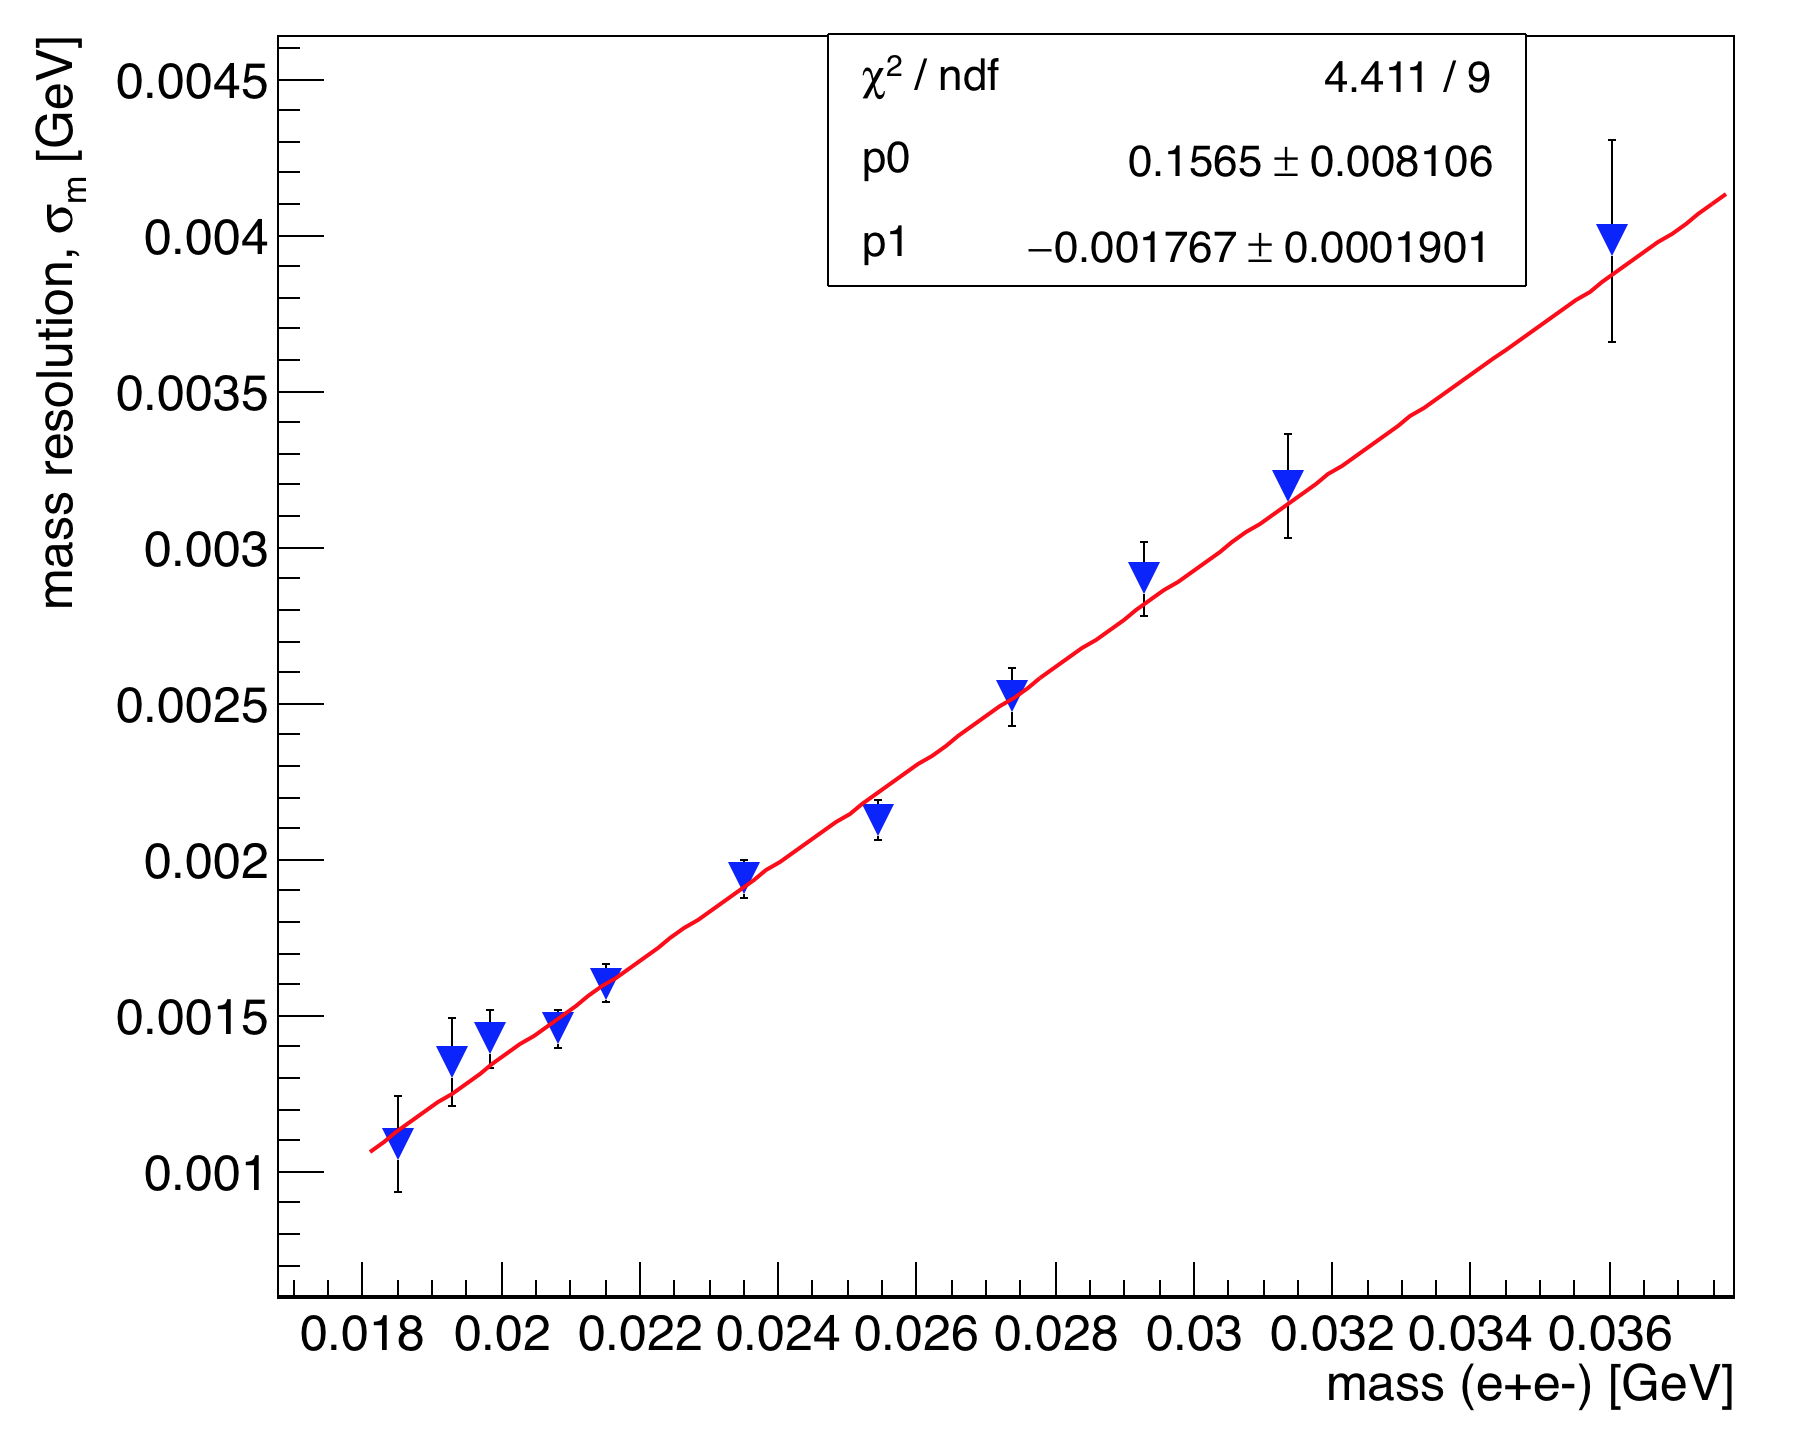 mass resolution, σm [GeV]
χ2 / ndf 4.411 / 9
p0 0.1565 ± 0.008106
p1 −0.001767 ± 0.0001901
0.0045
0.004
0.0035
0.003
0.0025
0.002
0.0015
0.001
0.018 0.02 0.022 0.024 0.026 0.028 0.03 0.032 0.034 0.036
mass (e+e-) [GeV]